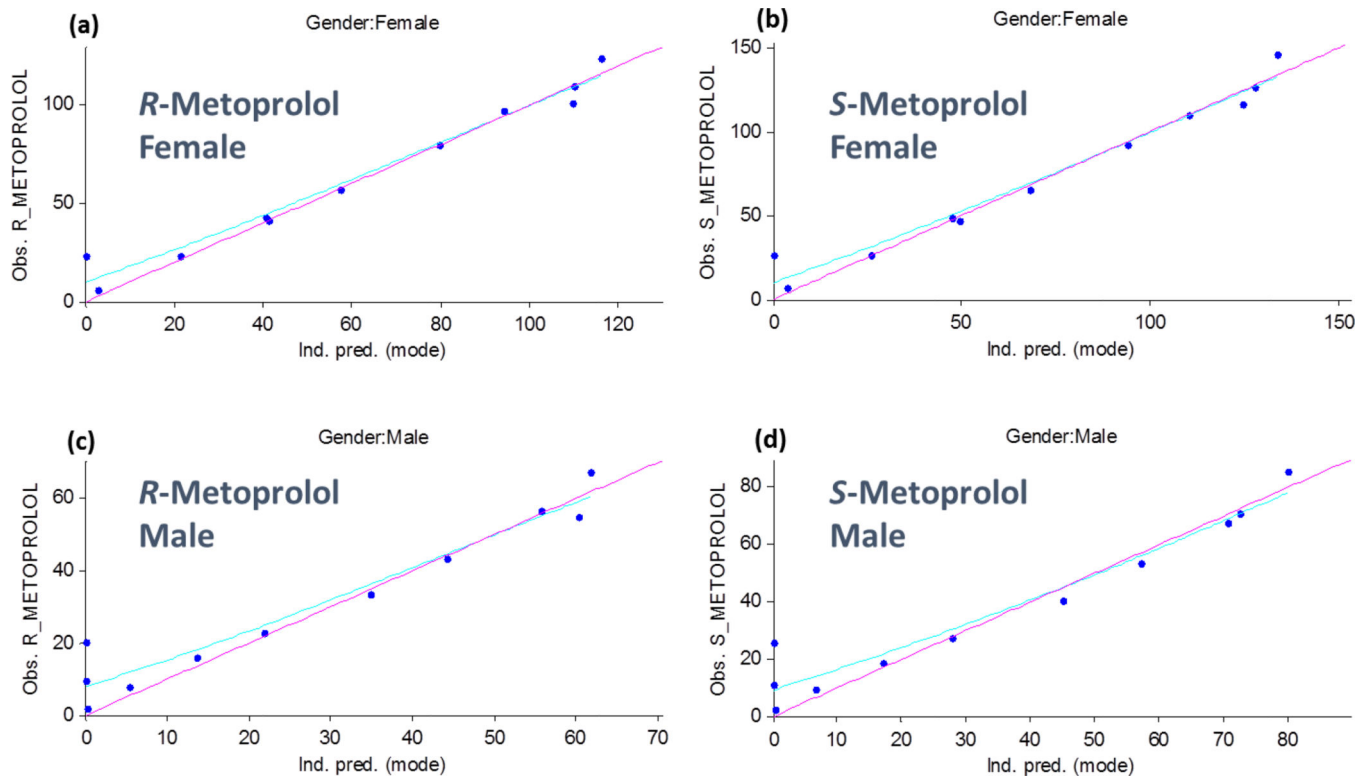 (a)
Gender:Female
R-Metoprolol
Female
Obs. R_METOPROLOL
100
50
0
0 20 40 60 80 100 120
Ind. pred. (mode)
(b)
Gender:Female
S-Metoprolol
Female
Obs. S_METOPROLOL
150
100
50
0
0 50 100 150
Ind. pred. (mode)
(c)
Gender:Male
R-Metoprolol
Male
Obs. R_METOPROLOL
60
40
20
0
0 10 20 30 40 50 60 70
Ind. pred. (mode)
(d)
Gender:Male
S-Metoprolol
Male
Obs. S_METOPROLOL
80
60
40
20
0
0 10 20 30 40 50 60 70 80
Ind. pred. (mode)